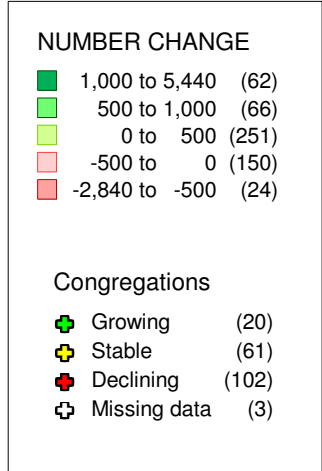 NUMBER CHANGE
1,000 to 5,440 (62)
500 to 1,000 (66)
0 to 500 (251)
-500 to 0 (150)
-2,840 to -500 (24)
Congregations
Growing (20)
Stable (61)
Declining (102)
Missing data (3)